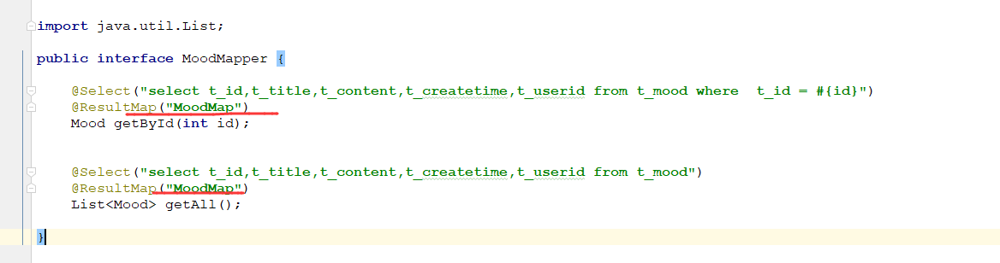 import java.util.List;
public interface MoodMapper {
@Select("select t_id,t_title,t_content,t_createtime,t_userid from t_mood where  t_id = #{id}")
@ResultMap("MoodMap")
Mood getById(int id);
@Select("select t_id,t_title,t_content,t_createtime,t_userid from t_mood")
@ResultMap("MoodMap")
List<Mood> getAll();
}